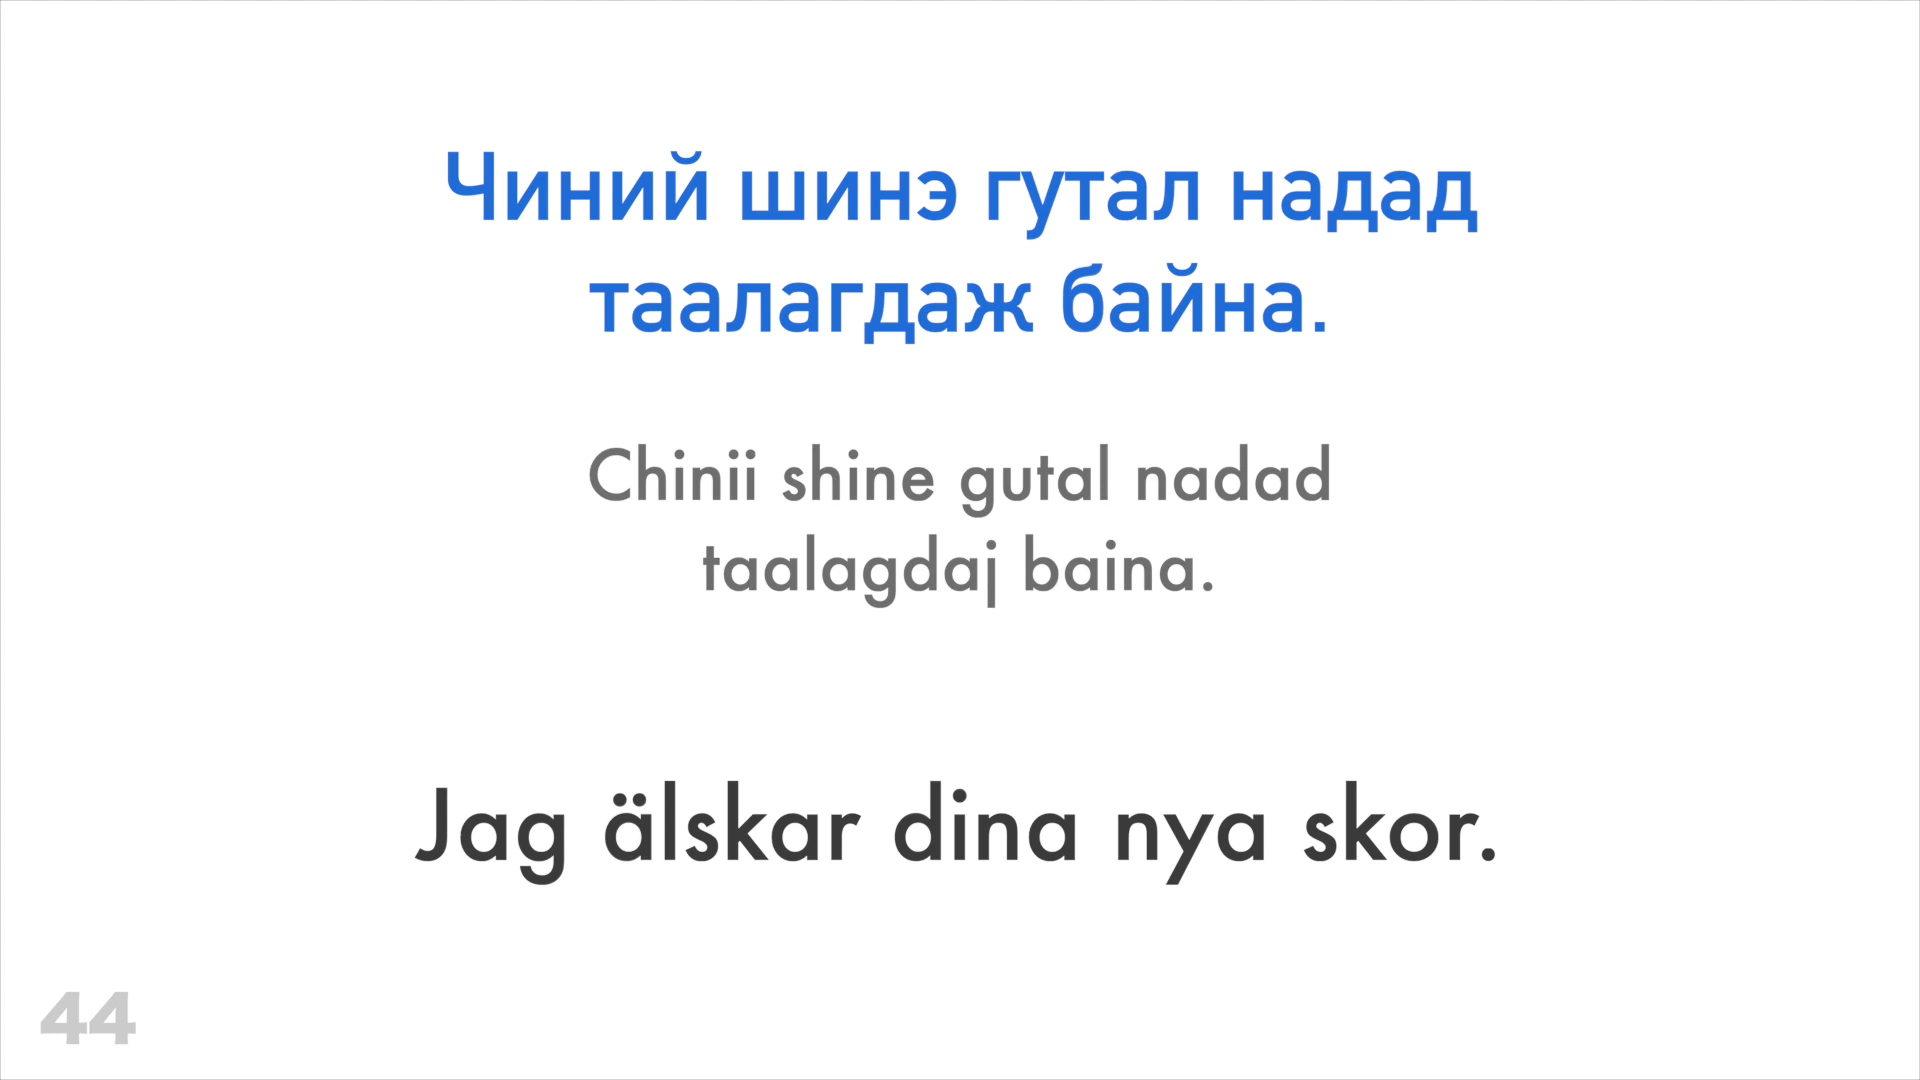 Чиний шинэ гутал надад
таалагдаж байна.
Chinii shine gutal nadad
taalagdaj baina.
Jag älskar dina nya skor.
44